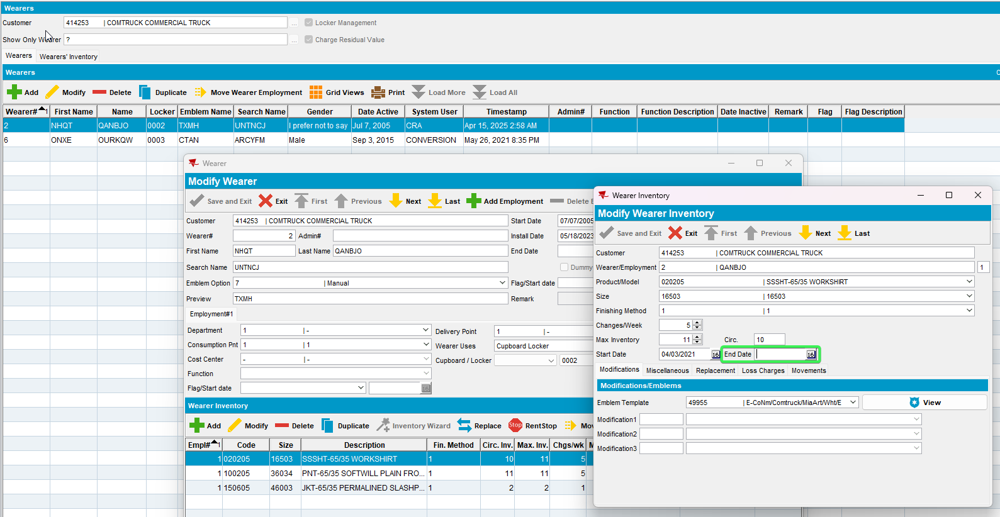 Wearers
Customer 414253 | COMTRUCK COMMERCIAL TRUCK ... Locker Management
Show Only Wearer ? ... Charge Residual Value
Wearers Wearers' Inventory
Wearers
Add Modify Delete Duplicate Move Wearer Employment Grid Views Print Load More Load All
Wearer# 1 First Name Name Locker Emblem Name Search Name Gender Date Active System User Timestamp Admin# Function Function Description Date Inactive Remark Flag Flag Description
2 NHQT QANBJO 0002 TXMH UNTNCJ I prefer not to say Jul 7, 2005 CRA Apr 15, 2025 2:58 AM
6 ONXE OURKQW 0003 CTAN ARCYFM Male Sep 3, 2015 CONVERSION May 26, 2021 8:35 PM
Wearer
Modify Wearer
Save and Exit Exit First Previous Next Last Add Employment Delete E
Customer 414253 | COMTRUCK COMMERCIAL TRUCK Start Date 07/07/2005
Wearer# 2 Admin# Install Date 05/18/2023
First Name NHQT Last Name QANBJO End Date
Search Name UNTNCJ Dummy
Emblem Option 7 | Manual Flag/Start date
Preview TXMH Remark
Employment#1
Department 1 | - Delivery Point 1 | -
Consumption Pnt 1 | 1 Wearer Uses Cupboard Locker
Cost Center - | - Cupboard / Locker 0002
Function
Flag/Start date 16
Wearer Inventory
Add Modify Delete Duplicate Inventory Wizard Replace Stop RentStop Mov
Empl# 1 Code Size Description Fin. Method Circ. Inv. Max. Inv. Chgs/wk M
1 020205 16503 SSSHT-65/35 WORKSHIRT 1 10 11 5
1 100205 36034 PNT-65/35 SOFTWILL PLAIN FRO... 1 11 11 5
1 150605 46003 JKT-65/35 PERMALINED SLASHP... 1 2 2 1
Wearer Inventory
Modify Wearer Inventory
Save and Exit Exit First Previous Next Last
Customer 414253 | COMTRUCK COMMERCIAL TRUCK
Wearer/Employment 2 | QANBJO 1
Product/Model 020205 | SSSHT-65/35 WORKSHIRT
Size 16503 | 16503
Finishing Method 1 | 1
Changes/Week 5
Max Inventory 11 Circ. 10
Start Date 04/03/2021 16 End Date 16
Modifications Miscellaneous Replacement Loss Charges Movements
Modifications/Emblems
Emblem Template 49955 | E-CoNm/Comtruck/MiaArt/Wht/E View
Modification1
Modification2
Modification3